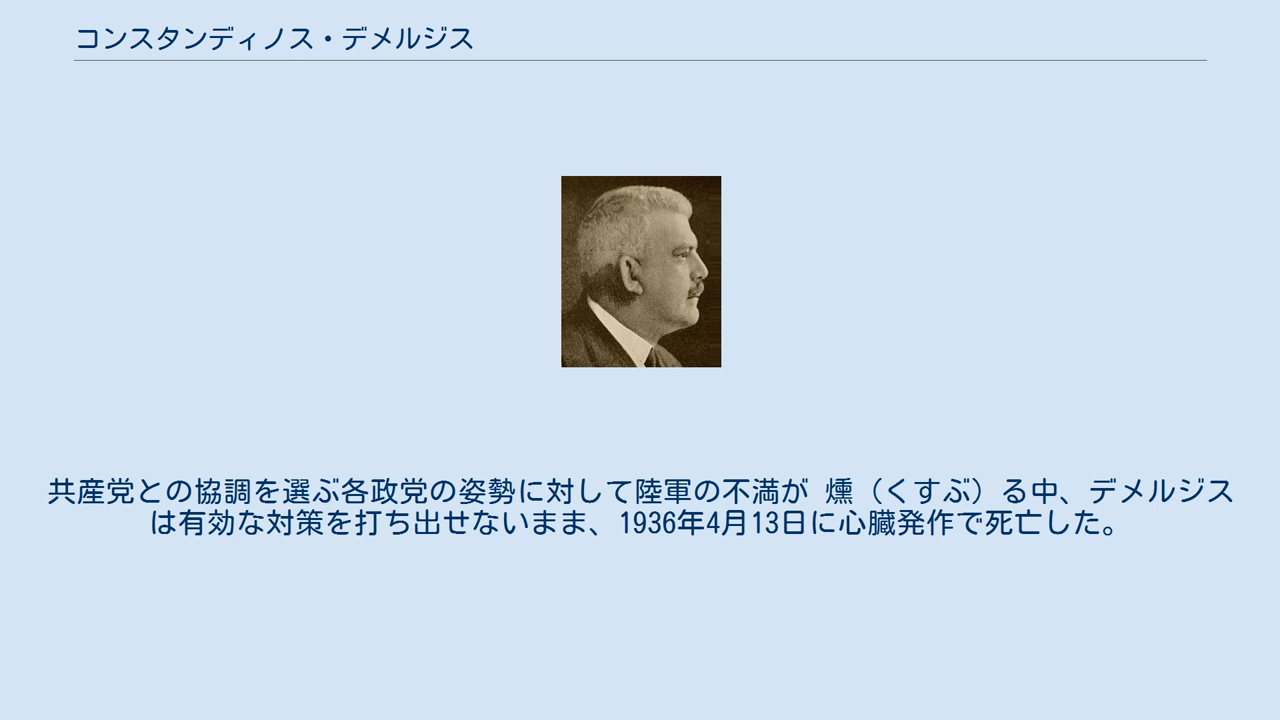 コンスタンディノス・デメルジス
共産党との協調を選ぶ各政党の姿勢に対して陸軍の不満が 燻（くすぶ）る中、デメルジス
は有効な対策を打ち出せないまま、1936年4月13日に心臓発作で死亡した。